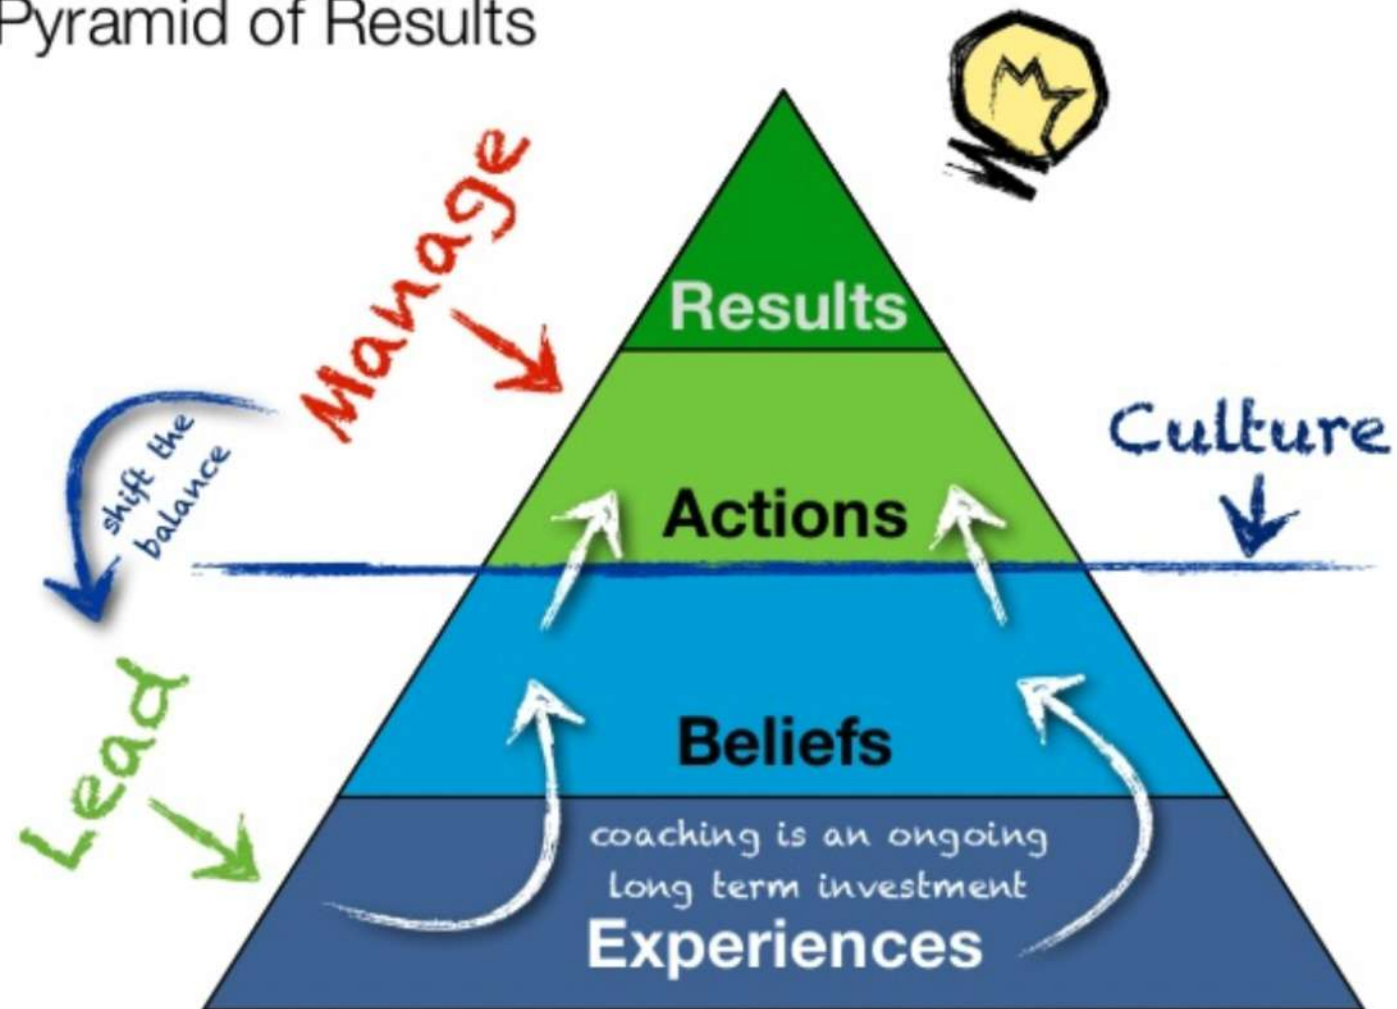 Pyramid of Results
Manage
Results
shift the
balance
Culture
Actions
Lead
Beliefs
coaching is an ongoing
long term investment
Experiences